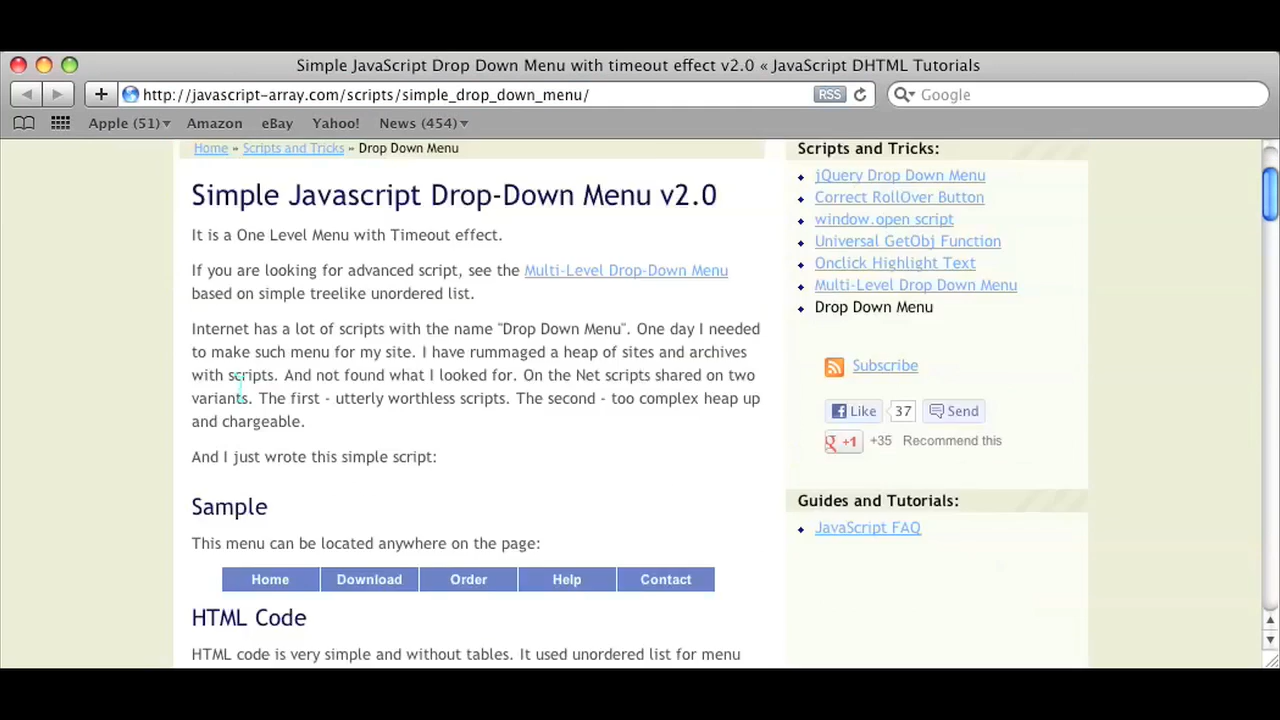 Simple JavaScript Drop Down Menu with timeout effect v2.0 « JavaScript DHTML Tutorials
http://javascript-array.com/scripts/simple_drop_down_menu/
RSS
Google
Apple (51) Amazon eBay Yahoo! News (454)
Home » Scripts and Tricks » Drop Down Menu
Simple Javascript Drop-Down Menu v2.0
It is a One Level Menu with Timeout effect.
If you are looking for advanced script, see the Multi-Level Drop-Down Menu
based on simple treelike unordered list.
Internet has a lot of scripts with the name "Drop Down Menu". One day I needed
to make such menu for my site. I have rummaged a heap of sites and archives
with scripts. And not found what I looked for. On the Net scripts shared on two
variants. The first - utterly worthless scripts. The second - too complex heap up
and chargeable.
And I just wrote this simple script:
Sample
This menu can be located anywhere on the page:
Home Download Order Help Contact
HTML Code
HTML code is very simple and without tables. It used unordered list for menu
Scripts and Tricks:
jQuery Drop Down Menu
Correct RollOver Button
window.open script
Universal GetObj Function
Onclick Highlight Text
Multi-Level Drop Down Menu
Drop Down Menu
Subscribe
Like 37 Send
+1 +35 Recommend this
Guides and Tutorials:
JavaScript FAQ